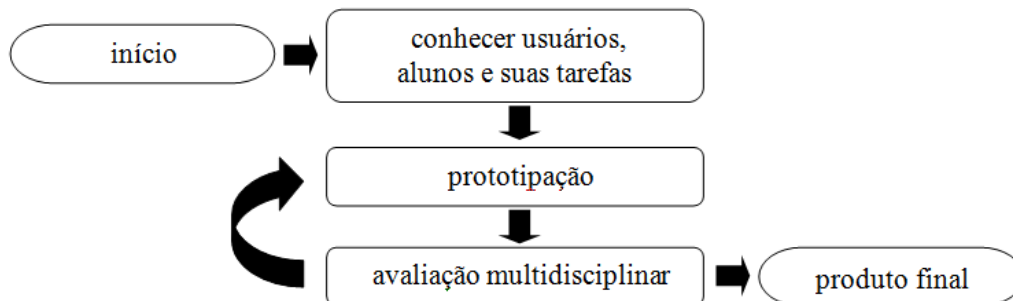 início
conhecer usuários,
alunos e suas tarefas
prototipação
avaliação multidisciplinar
produto final